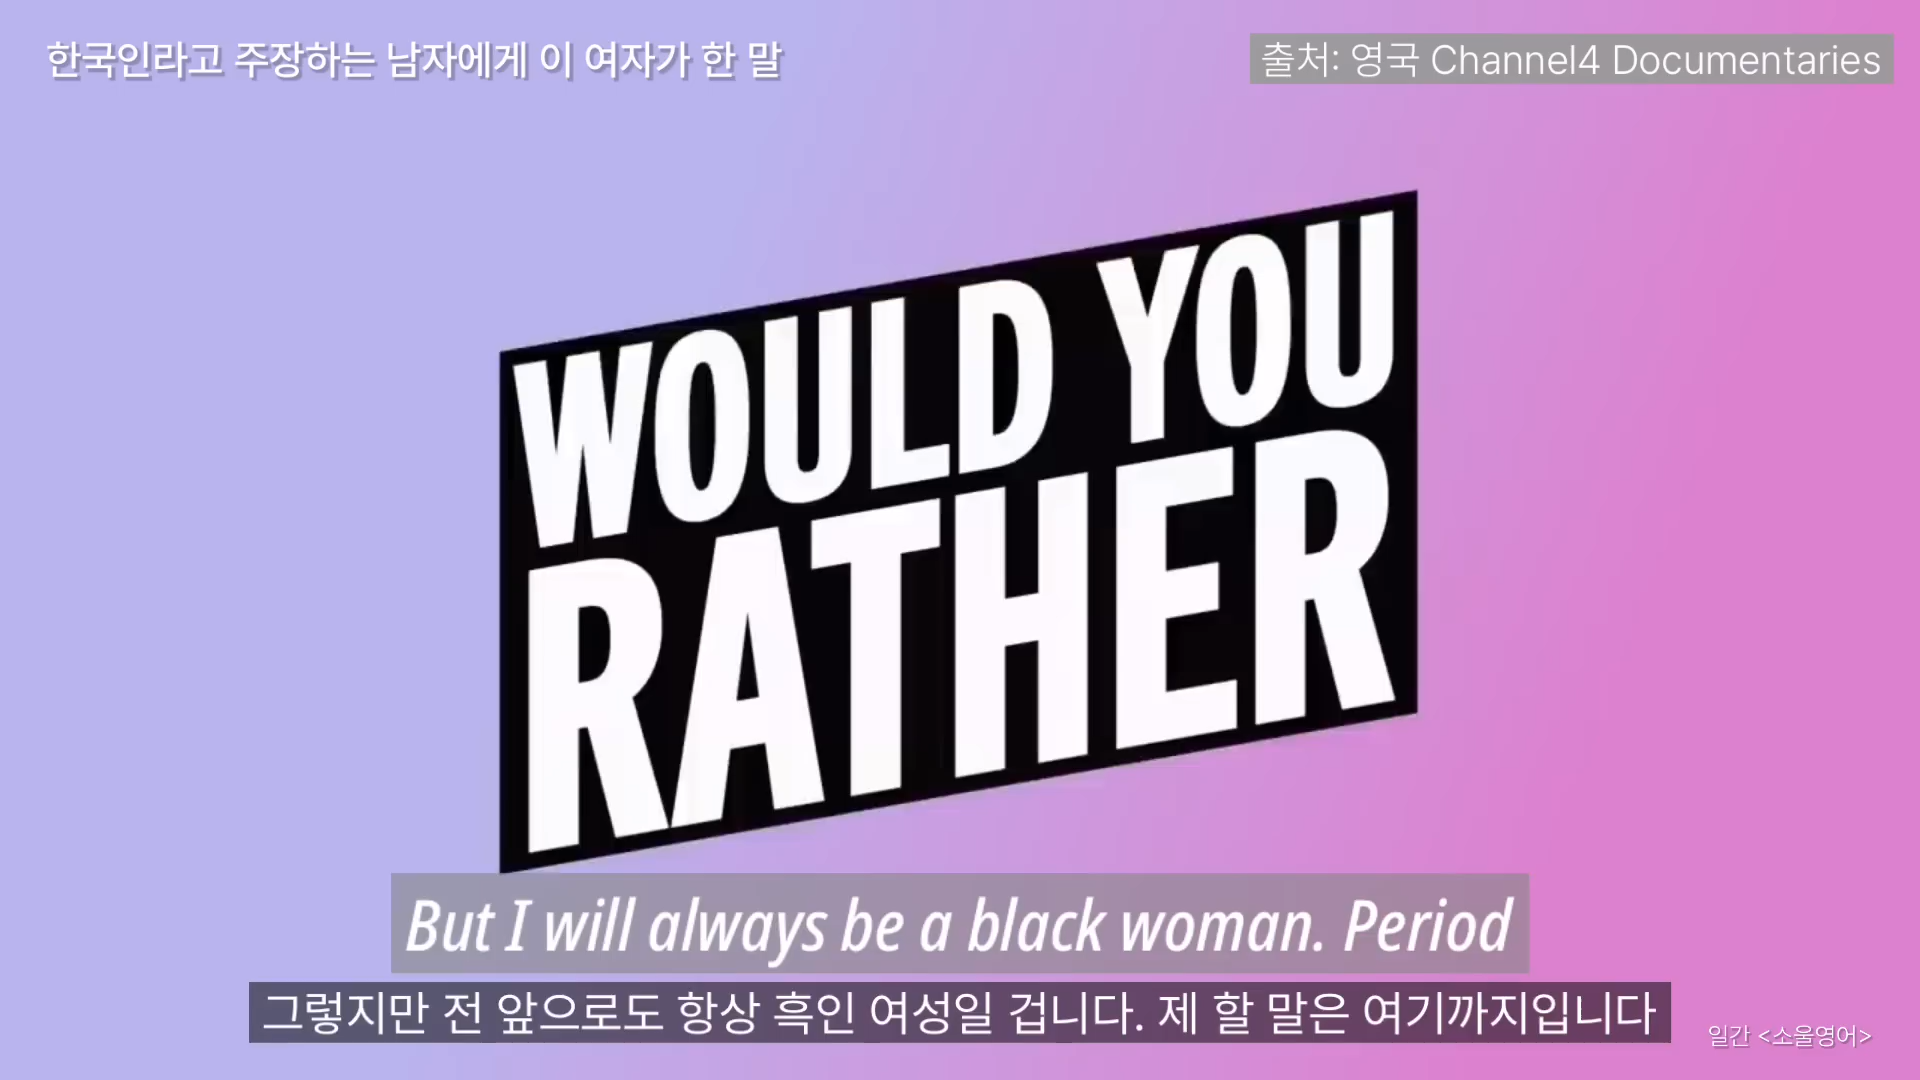 한국인라고 주장하는 남자에게 이 여자가 한 말
출처: 영국 Channel4 Documentaries
WOULD YOU
RATHER
But I will always be a black woman. Period
그렇지만 전 앞으로도 항상 흑인 여성일 겁니다. 제 할 말은 여기까지입니다
일간 <소울영어>